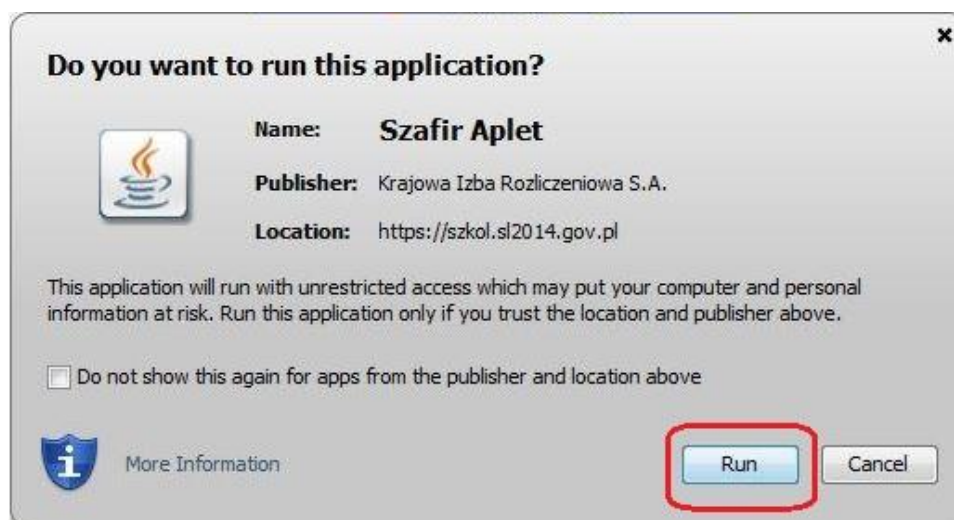 Do you want to run this application?
Name: Szafir Aplet
Publisher: Krajowa Izba Rozliczeniowa S.A.
Location: https://szkol.sl2014.gov.pl
This application will run with unrestricted access which may put your computer and personal
information at risk. Run this application only if you trust the location and publisher above.
Do not show this again for apps from the publisher and location above
More Information
Run Cancel